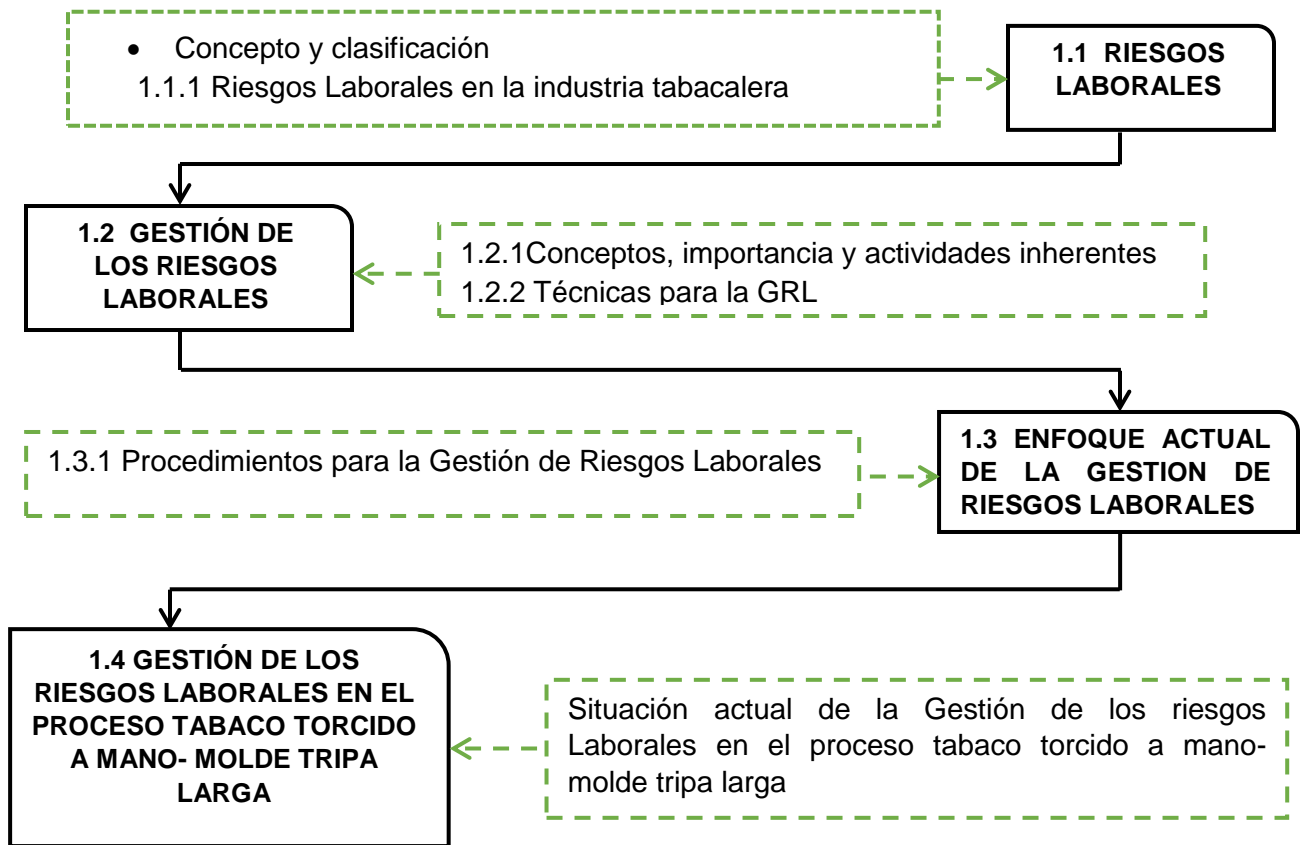 • Concepto y clasificación
1.1.1 Riesgos Laborales en la industria tabacalera
1.1 RIESGOS
LABORALES
1.2 GESTIÓN DE
LOS RIESGOS
LABORALES
1.2.1Conceptos, importancia y actividades inherentes
1.2.2 Técnicas para la GRL
1.3.1 Procedimientos para la Gestión de Riesgos Laborales
1.3 ENFOQUE ACTUAL
DE LA GESTION DE
RIESGOS LABORALES
1.4 GESTIÓN DE LOS
RIESGOS LABORALES EN EL
PROCESO TABACO TORCIDO
A MANO- MOLDE TRIPA
LARGA
Situación actual de la Gestión de los riesgos
Laborales en el proceso tabaco torcido a mano-
molde tripa larga